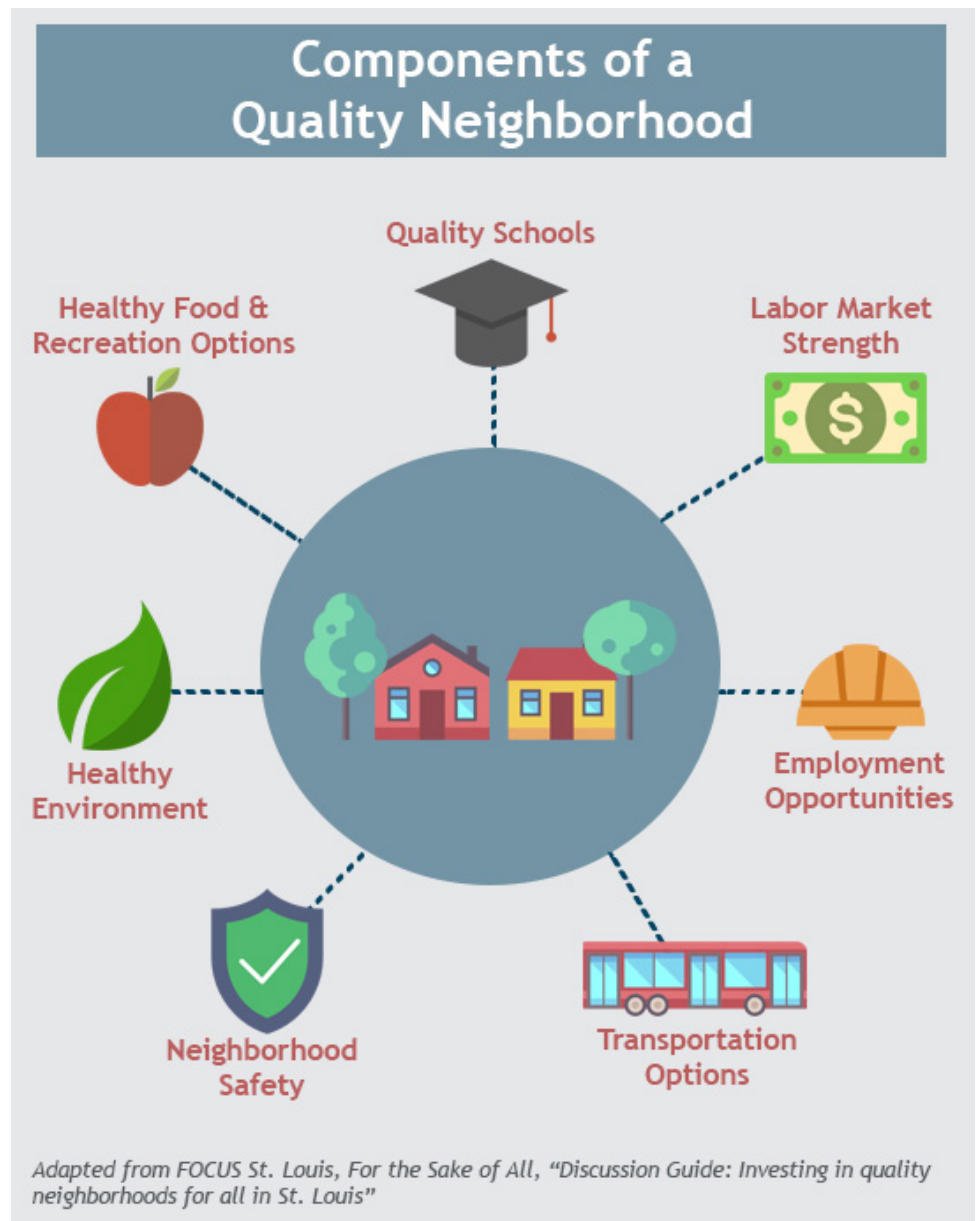 Components of a
Quality Neighborhood
Quality Schools
Healthy Food &
Recreation Options
Labor Market
Strength
$
Healthy
Environment
Employment
Opportunities
Neighborhood
Safety
Transportation
Options
Adapted from FOCUS St. Louis, For the Sake of All, “Discussion Guide: Investing in quality
neighborhoods for all in St. Louis”